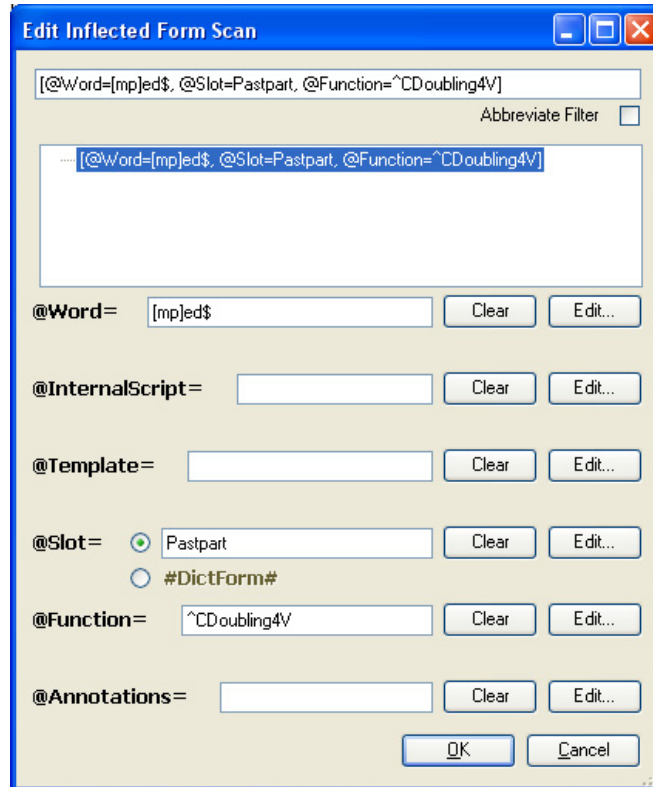 Edit Inflected Form Scan
[@Word=[mp]ed$, @Slot=Pastpart, @Function=^CDoubling4V]
Abbreviate Filter
[@Word=[mp]ed$, @Slot=Pastpart, @Function=^CDoubling4V]
@Word= [mp]ed$ Clear Edit...
@InternalScript= Clear Edit...
@Template= Clear Edit...
@Slot= Pastpart Clear Edit...
#DictForm#
@Function= ^CDoubling4V Clear Edit...
@Annotations= Clear Edit...
OK Cancel